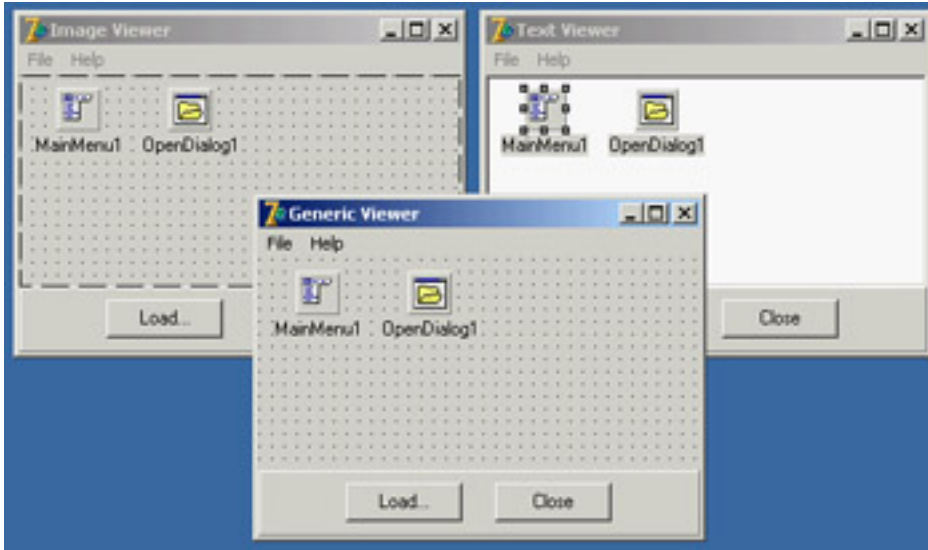 Image Viewer
File Help
MainMenu1 OpenDialog1
Load...
Text Viewer
File Help
MainMenu1 OpenDialog1
Close
Generic Viewer
File Help
MainMenu1 OpenDialog1
Load... Close